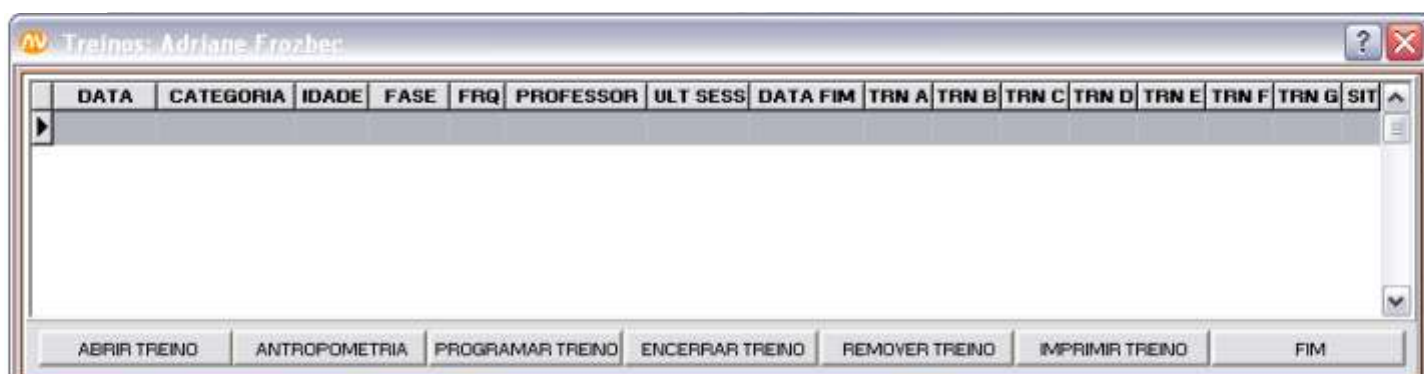 Treinos: Adriane Frozbec
DATA CATEGORIA IDADE FASE FRQ PROFESSOR ULT SESS DATA FIM TRN A TRN B TRN C TRN D TRN E TRN F TRN G SIT
ABRIR TREINO ANTROPOMETRIA PROGRAMAR TREINO ENCERRAR TREINO REMOVER TREINO IMPRIMIR TREINO FIM